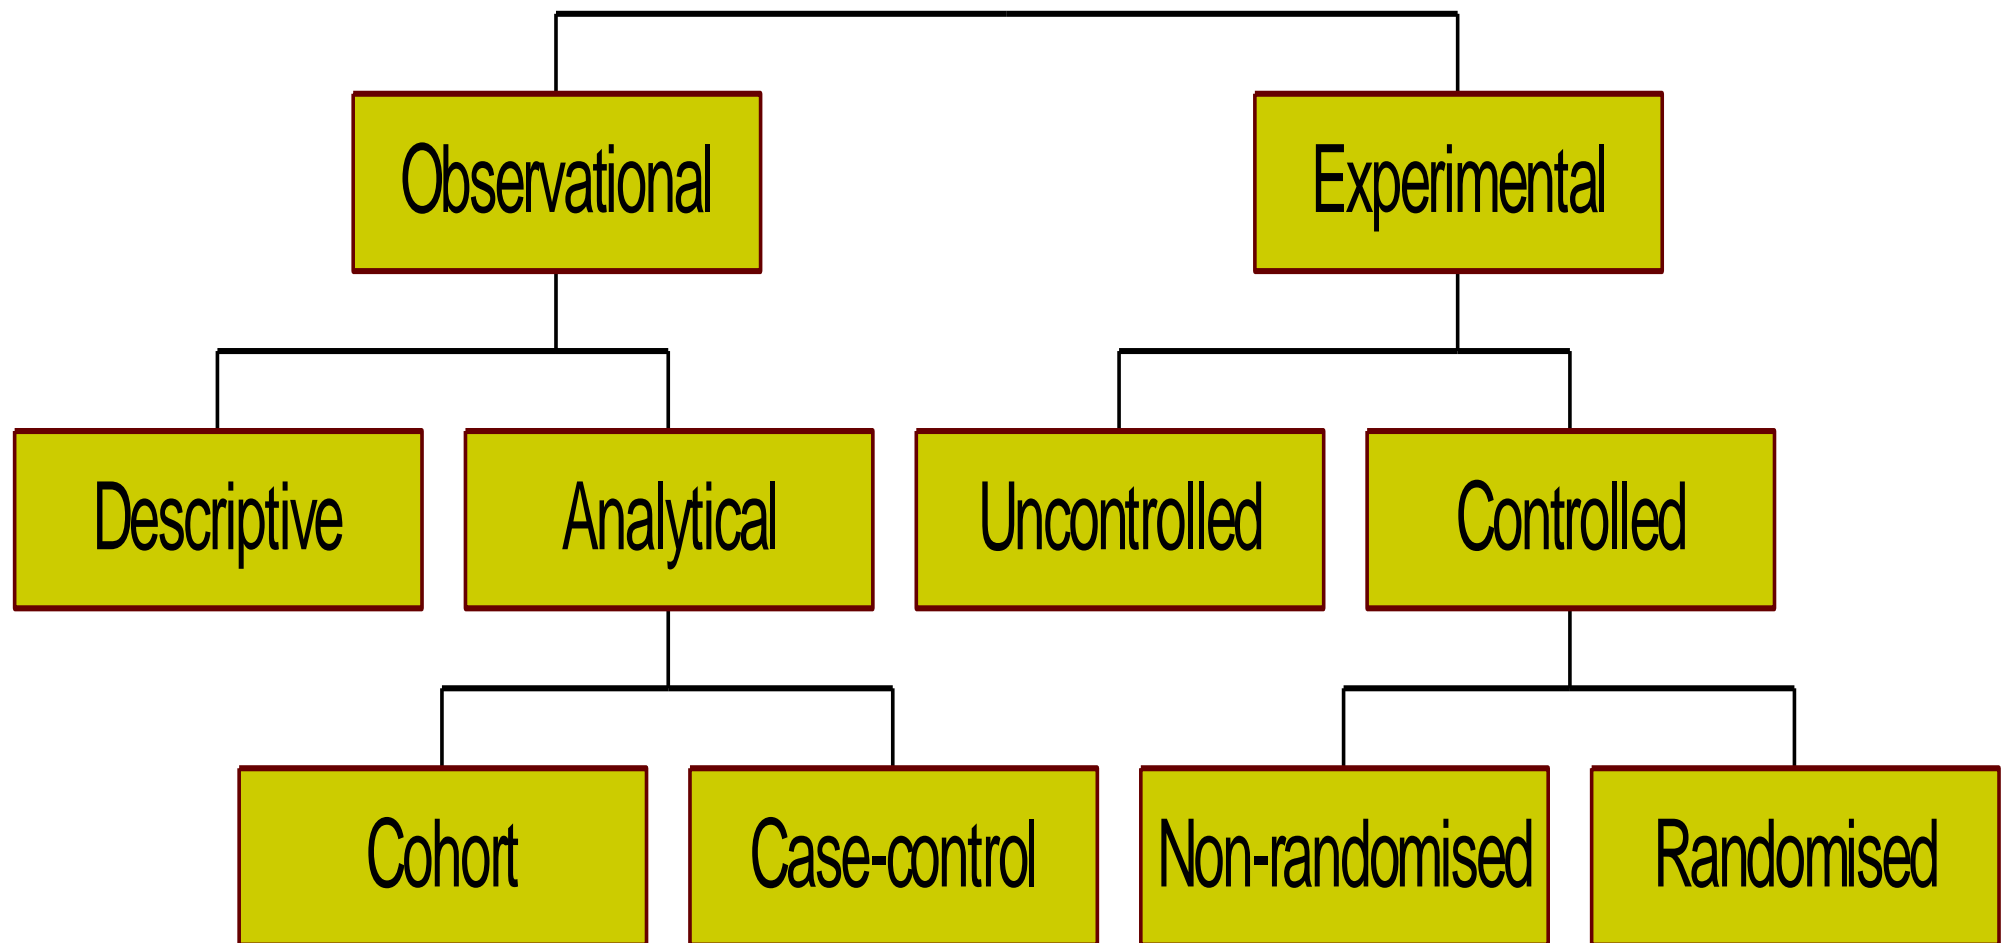 Observational
Experimental
Descriptive
Analytical
Uncontrolled
Controlled
Cohort
Case-control
Non-randomised
Randomised